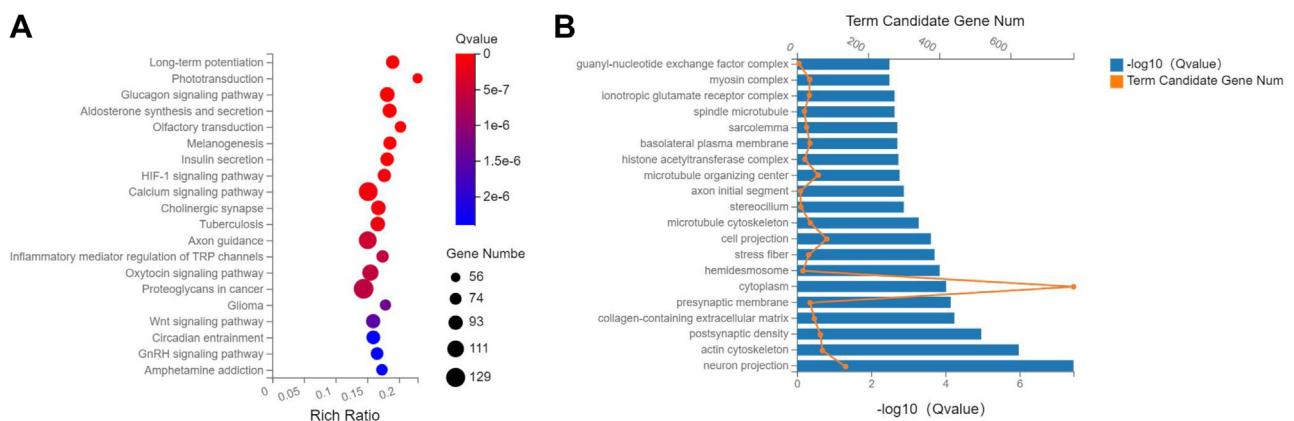 A
Qvalue
Long-term potentiation
Phototransduction
Glucagon signaling pathway
Aldosterone synthesis and secretion
Olfactory transduction
Melanogenesis
Insulin secretion
HIF-1 signaling pathway
Calcium signaling pathway
Cholinergic synapse
Tuberculosis
Axon guidance
Inflammatory mediator regulation of TRP channels
Oxytocin signaling pathway
Proteoglycans in cancer
Glioma
Wnt signaling pathway
Circadian entrainment
GnRH signaling pathway
Amphetamine addiction
0
0.05
0.1
0.15
0.2
Rich Ratio
0
5e-7
1e-6
1.5e-6
2e-6
Gene Numbe
56
74
93
111
129
B
Term Candidate Gene Num
0
200
400
600
guanyl-nucleotide exchange factor complex
myosin complex
ionotropic glutamate receptor complex
spindle microtubule
sarcolemma
basolateral plasma membrane
histone acetyltransferase complex
microtubule organizing center
axon initial segment
stereocilium
microtubule cytoskeleton
cell projection
stress fiber
hemidesmosome
cytoplasm
presynaptic membrane
collagen-containing extracellular matrix
postsynaptic density
actin cytoskeleton
neuron projection
0
2
4
6
-log10（Qvalue）
-log10（Qvalue）
Term Candidate Gene Num